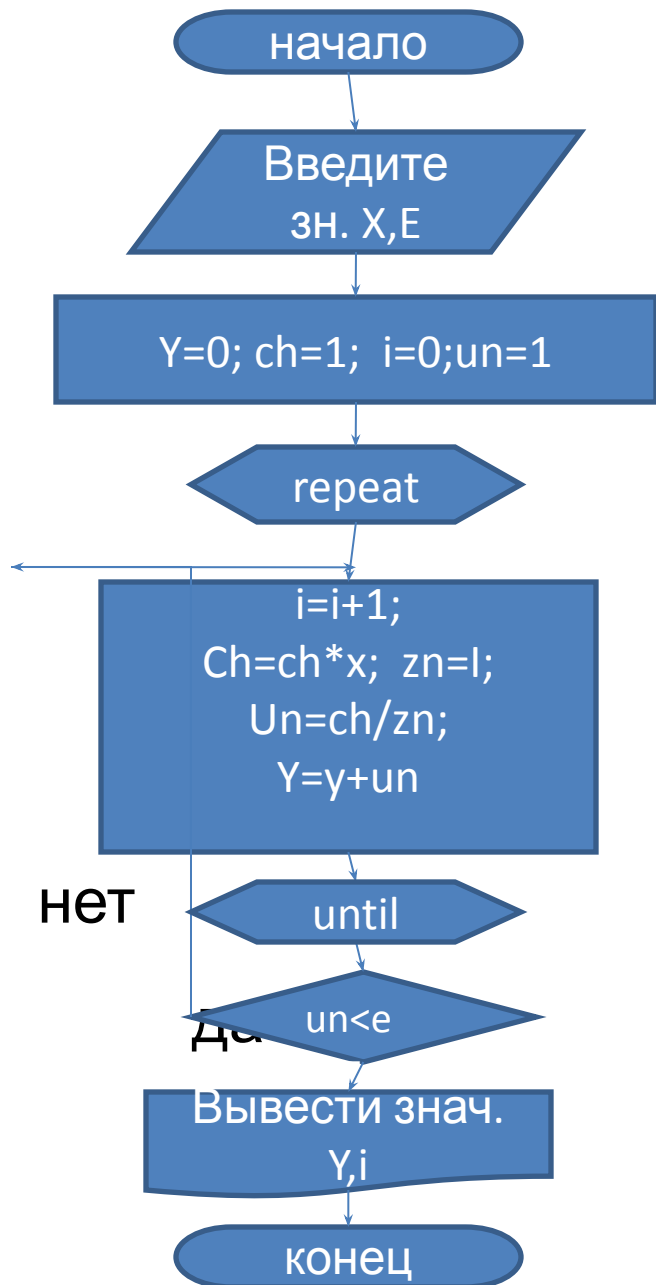 начало
Введите
зн. X,E
Y=0; ch=1; i=0;un=1
repeat
i=i+1;
Ch=ch*x; zn=I;
Un=ch/zn;
Y=y+un
нет
until
un<e
да
Вывести знач.
Y,i
конец